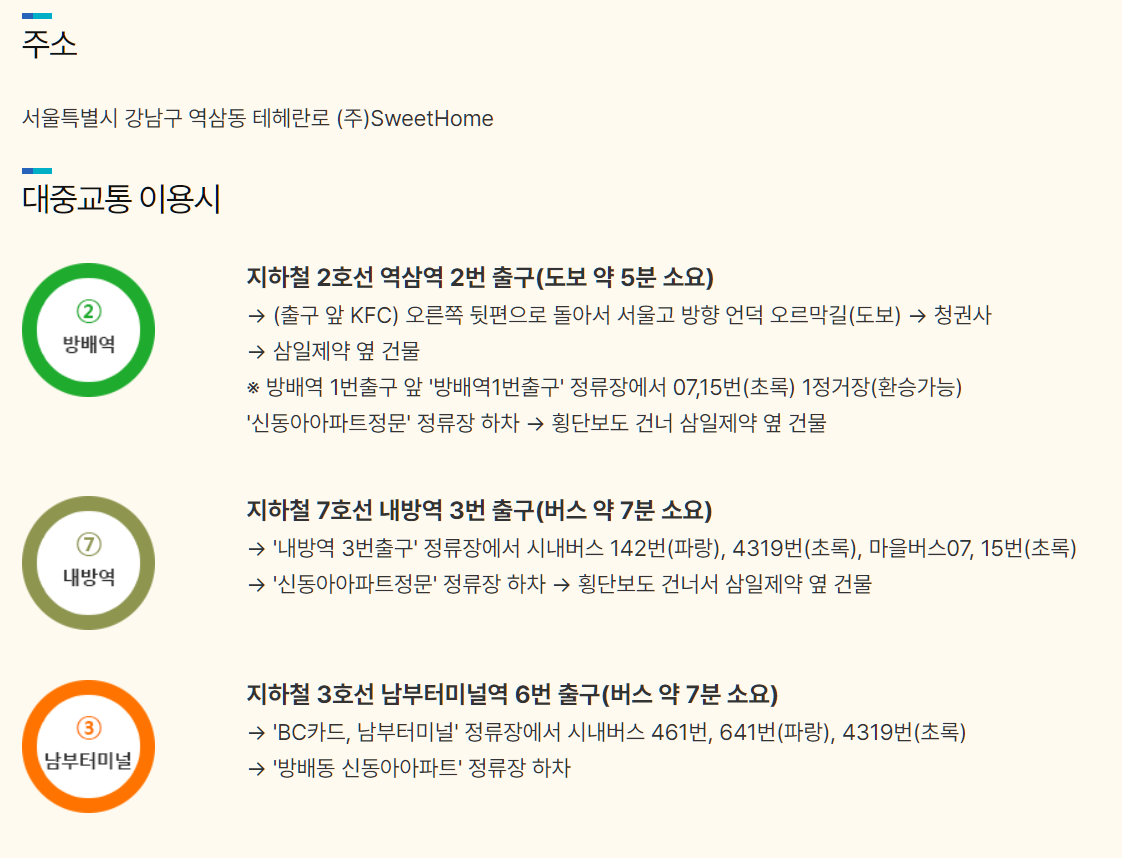 주소
서울특별시 강남구 역삼동 테헤란로 (주)SweetHome
대중교통 이용시
②
방배역
지하철 2호선 역삼역 2번 출구(도보 약 5분 소요)
→ (출구 앞 KFC) 오른쪽 뒷편으로 돌아서 서울고 방향 언덕 오르막길(도보) → 청권사
→ 삼일제약 옆 건물
※ 방배역 1번출구 앞 '방배역1번출구' 정류장에서 07,15번(초록) 1정거장(환승가능)
'신동아아파트정문' 정류장 하차 → 횡단보도 건너 삼일제약 옆 건물
⑦
내방역
지하철 7호선 내방역 3번 출구(버스 약 7분 소요)
→ '내방역 3번출구' 정류장에서 시내버스 142번(파랑), 4319번(초록), 마을버스07, 15번(초록)
→ '신동아아파트정문' 정류장 하차 → 횡단보도 건너서 삼일제약 옆 건물
③
남부터미널
지하철 3호선 남부터미널역 6번 출구(버스 약 7분 소요)
→ 'BC카드, 남부터미널' 정류장에서 시내버스 461번, 641번(파랑), 4319번(초록)
→ '방배동 신동아아파트' 정류장 하차